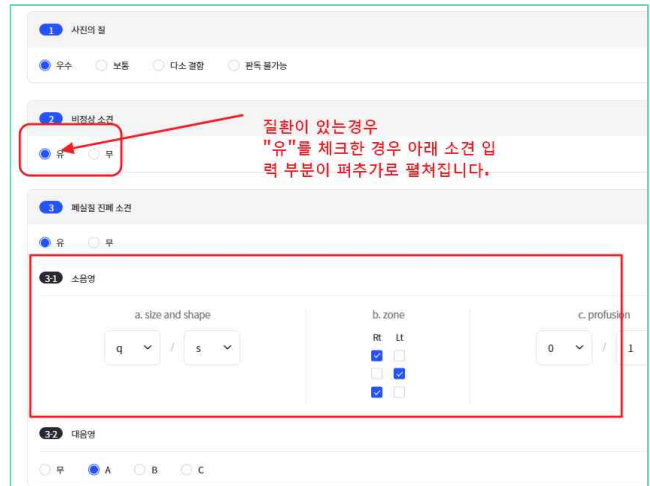 1 사진의 질
우수 보통 다소 결함 판독 불가능
2 비정상 소견
유 무
질환이 있는경우
"유"를 체크한 경우 아래 소견 입
력 부분이 펴추가로 펼쳐집니다.
3 폐실질 진폐 소견
유 무
3-1 소음영
a. size and shape b. zone c. profusion
Rt Lt
q / s 0 / 1
3-2 대음영
무 A B C